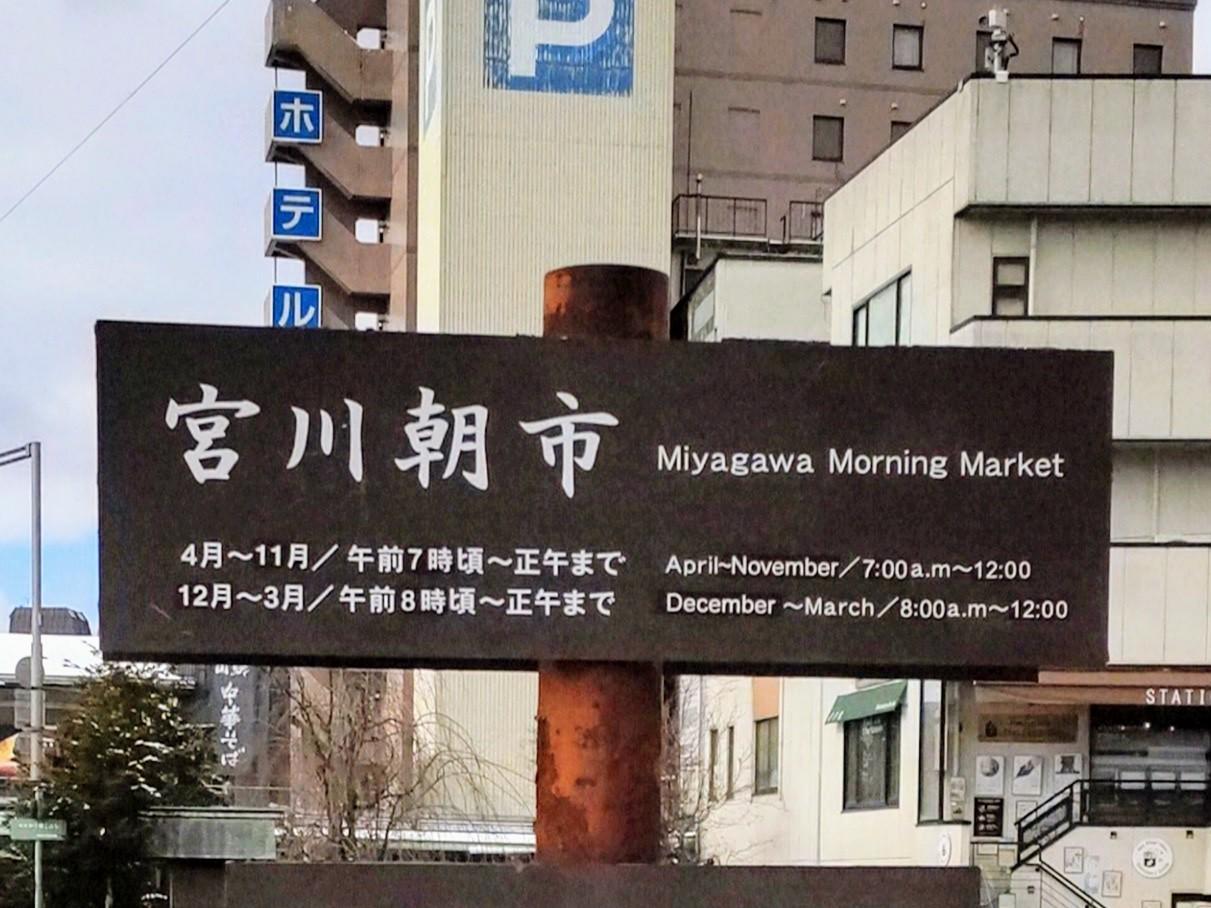 P
ホテル
宮川朝市 Miyagawa Morning Market
4月～11月／午前7時頃～正午まで April~November／7:00a.m～12:00
12月～3月／午前8時頃～正午まで December ～March／8:00a.m～12:00
中華そば
STATI